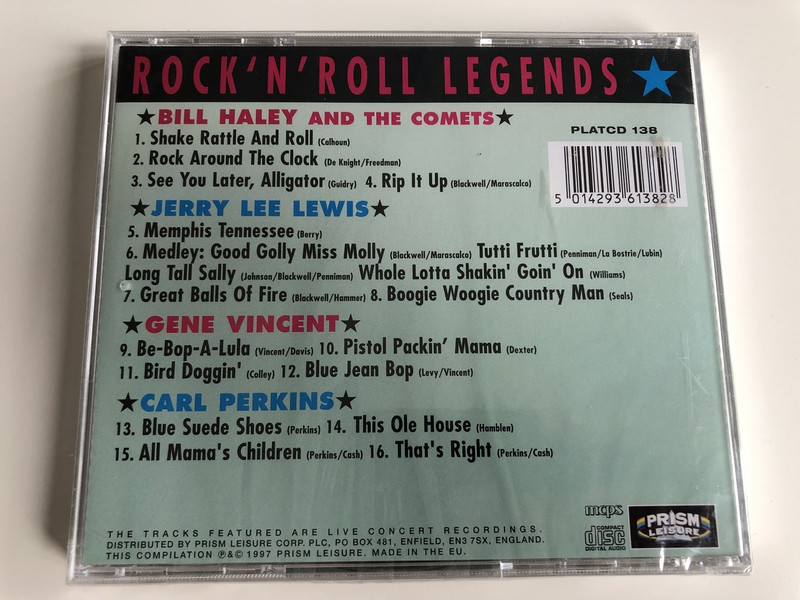 ROCK'N'ROLL LEGENDS
★BILL HALEY AND THE COMETS★
PLATCD 138
1. Shake Rattle And Roll (Calhoun)
2. Rock Around The Clock (De Knight/Freedman)
3. See You Later, Alligator (Guidry) 4. Rip It Up (Blackwell/Marascalco)
5 014293 613828
★JERRY LEE LEWIS★
5. Memphis Tennessee (Berry)
6. Medley: Good Golly Miss Molly (Blackwell/Marascalco) Tutti Frutti (Penniman/La Bostrie/Lubin)
Long Tall Sally (Johnson/Blackwell/Penniman) Whole Lotta Shakin' Goin' On (Williams)
7. Great Balls Of Fire (Blackwell/Hammer) 8. Boogie Woogie Country Man (Seals)
★GENE VINCENT★
9. Be-Bop-A-Lula (Vincent/Davis) 10. Pistol Packin' Mama (Dexter)
11. Bird Doggin' (Colley) 12. Blue Jean Bop (Levy/Vincent)
★CARL PERKINS★
13. Blue Suede Shoes (Perkins) 14. This Ole House (Hamblen)
15. All Mama's Children (Perkins/Cash) 16. That's Right (Perkins/Cash)
mcps
COMPACT
disc
DIGITAL AUDIO
PRISM
LEISURE
THE TRACKS FEATURED ARE LIVE CONCERT RECORDINGS.
DISTRIBUTED BY PRISM LEISURE CORP. PLC, PO BOX 481, ENFIELD, EN3 7SX, ENGLAND.
THIS COMPILATION ℗&© 1997 PRISM LEISURE. MADE IN THE EU.